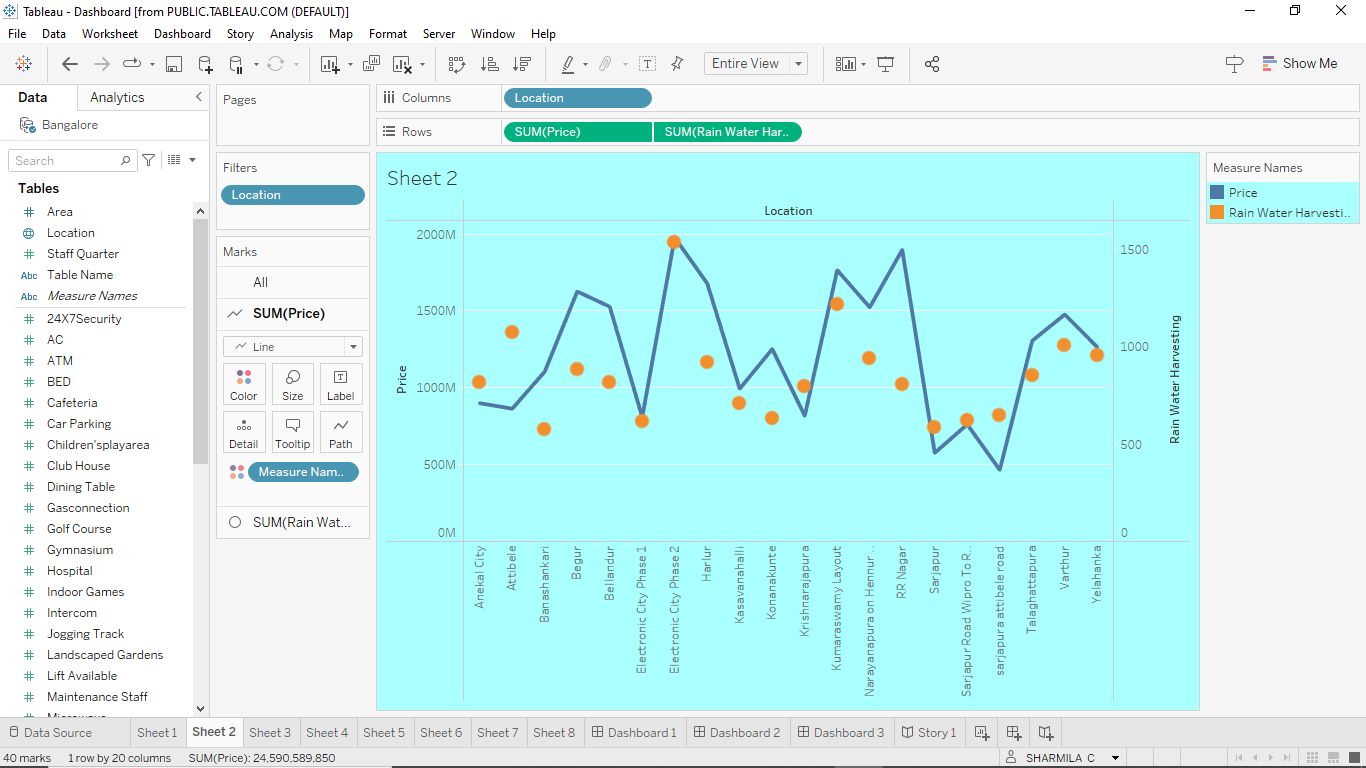 Tableau - Dashboard [from PUBLIC.TABLEAU.COM (DEFAULT)]
File Data Worksheet Dashboard Story Analysis Map Format Server Window Help
Entire View
Show Me
Data Analytics
Bangalore
Search
Tables
Area
Location
Staff Quarter
Abc Table Name
Abc Measure Names
24X7Security
AC
ATM
BED
Cafeteria
Car Parking
Children'splayarea
Club House
Dining Table
Gasconnection
Golf Course
Gymnasium
Hospital
Indoor Games
Intercom
Jogging Track
Landscaped Gardens
Lift Available
Maintenance Staff
Pages
Filters
Location
Marks
All
SUM(Price)
Line
Color Size Label
Detail Tooltip Path
Measure Nam..
SUM(Rain Wat...
Columns Location
Rows SUM(Price) SUM(Rain Water Har..
Sheet 2
Location
2000M
1500M
1000M
500M
0M
Price
1500
1000
500
0
Rain Water Harvesting
Anekal City
Attibele
Banashankari
Begur
Bellandur
Electronic City Phase 1
Electronic City Phase 2
Harlur
Kasavanahalli
Konanakunte
Krishnarajapura
Kumaraswamy Layout
Narayanapura on Hennur ..
RR Nagar
Sarjapur
Sarjapur Road Wipro To R..
sarjapura attibele road
Talaghattapura
Varthur
Yelahanka
Measure Names
Price
Rain Water Harvesti..
Data Source Sheet 1 Sheet 2 Sheet 3 Sheet 4 Sheet 5 Sheet 6 Sheet 7 Sheet 8 Dashboard 1 Dashboard 2 Dashboard 3 Story 1
40 marks 1 row by 20 columns SUM(Price): 24,590,589,850 SHARMILA C